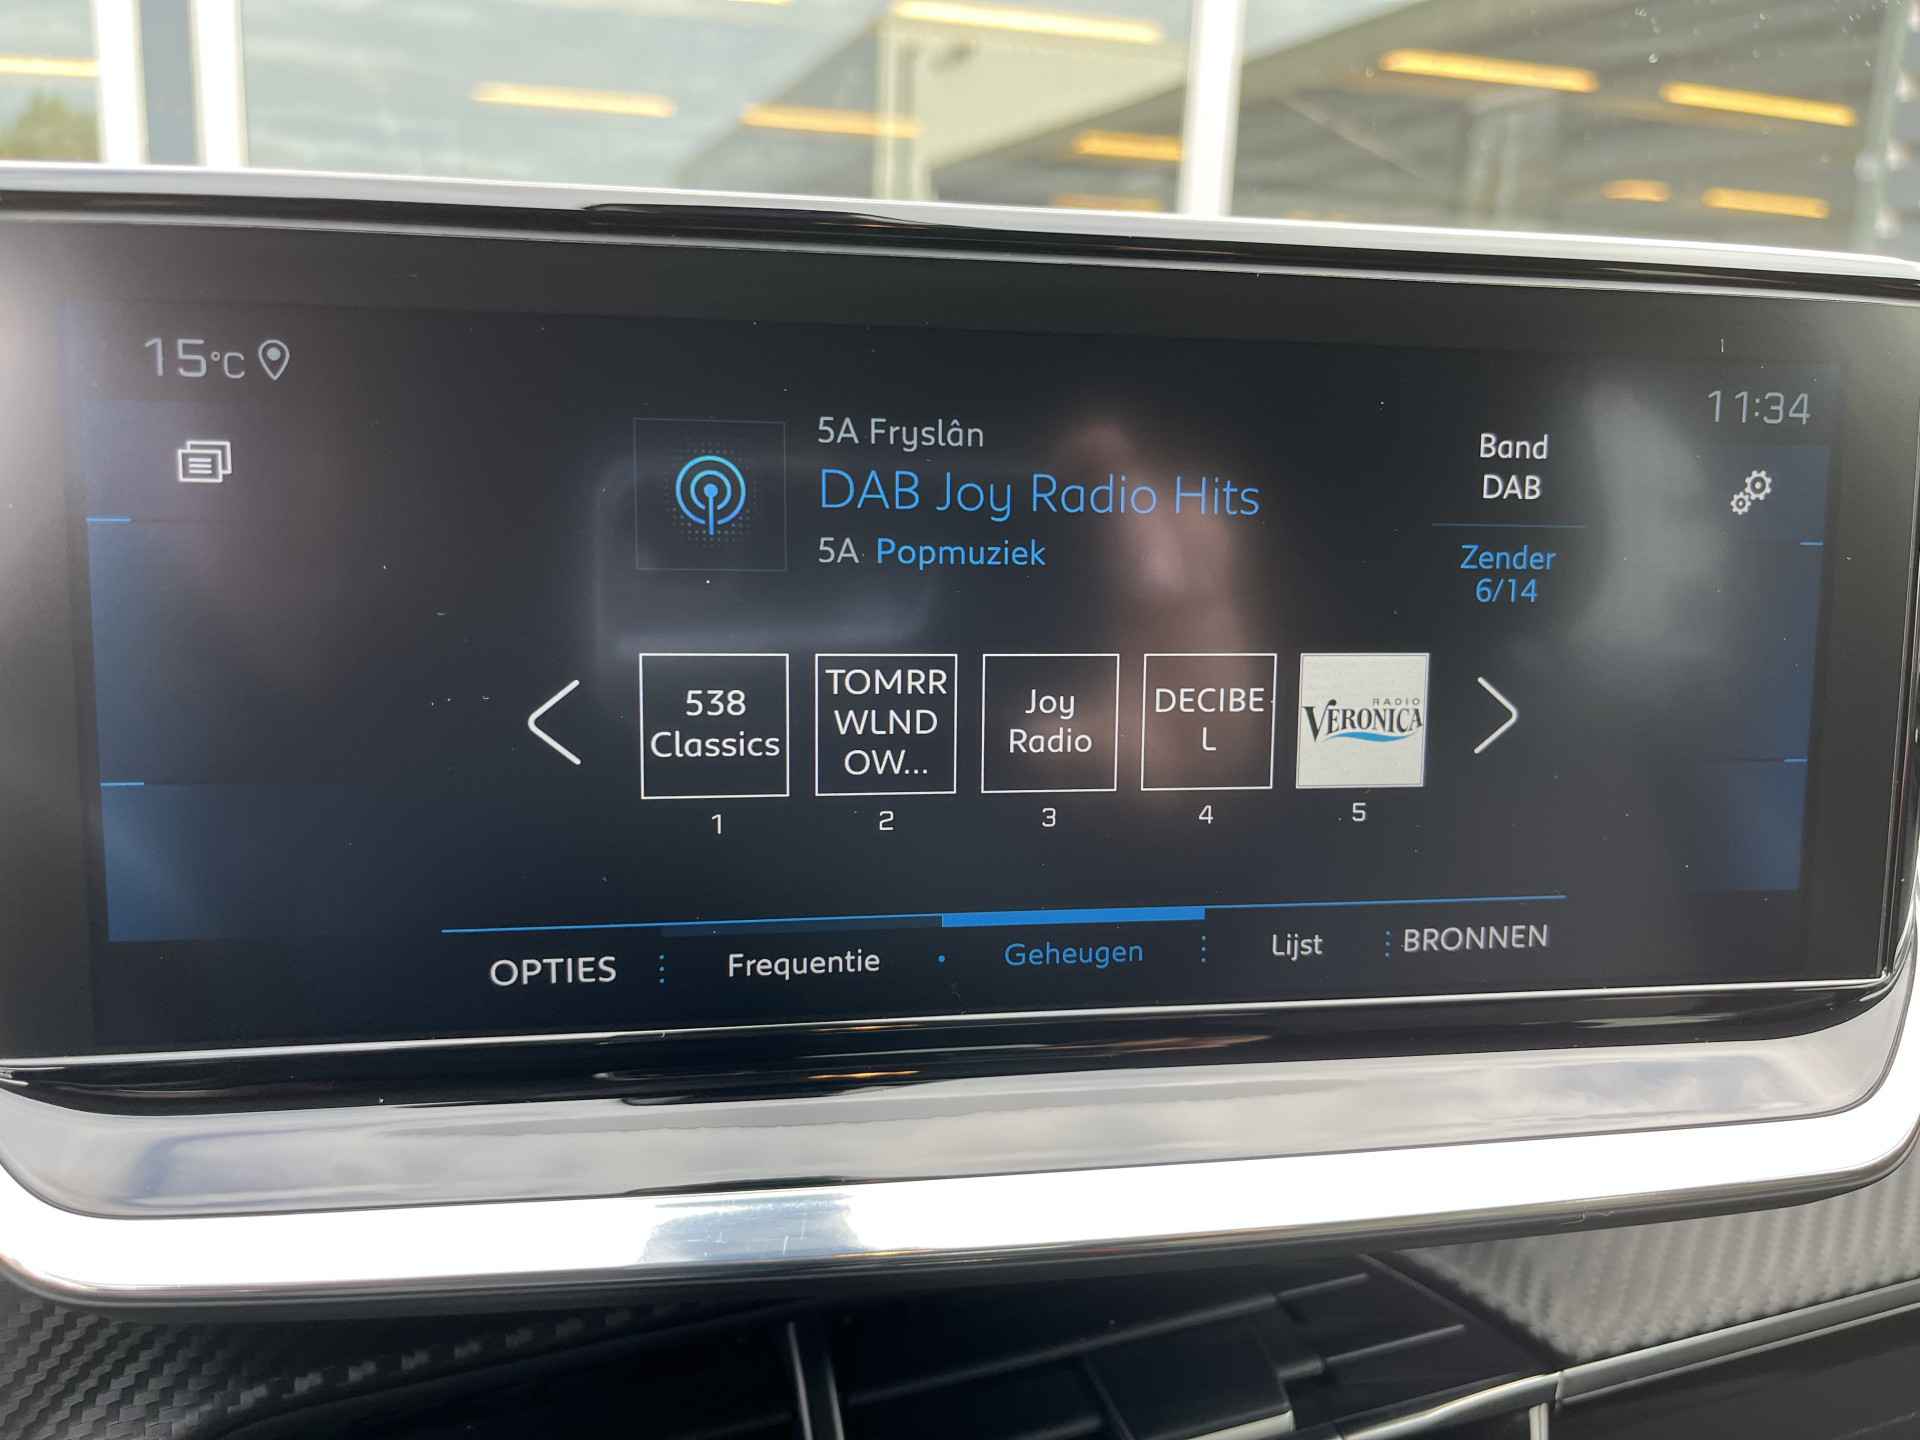 15°C
11:34
5A Fryslân
DAB Joy Radio Hits
5A Popmuziek
Band
DAB
Zender
6/14
538
Classics
TOMRR
WLND
OW...
Joy
Radio
DECIBE
L
RADIO
VERONICA
1
2
3
4
5
OPTIES
Frequentie
Geheugen
Lijst
BRONNEN